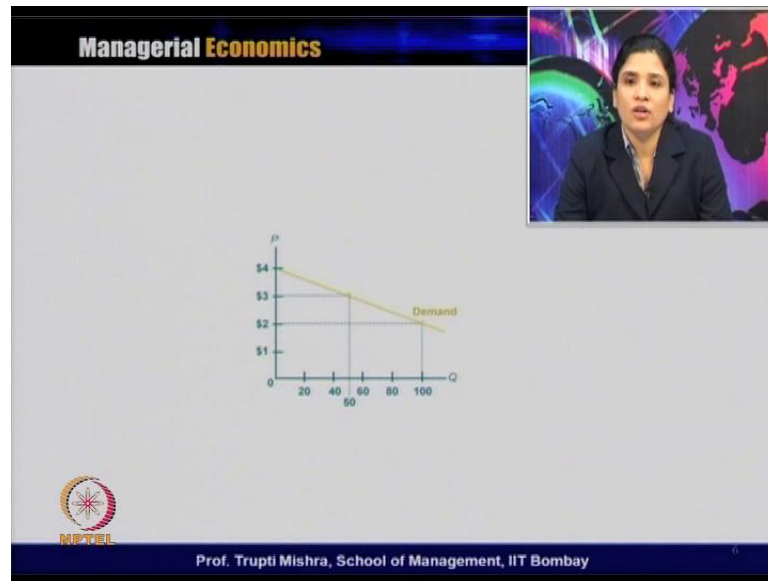 Managerial Economics
P
$4
$3
Demand
$2
$1
0
Q
20 40 60 80 100
50
NPTEL
Prof. Trupti Mishra, School of Management, IIT Bombay
6